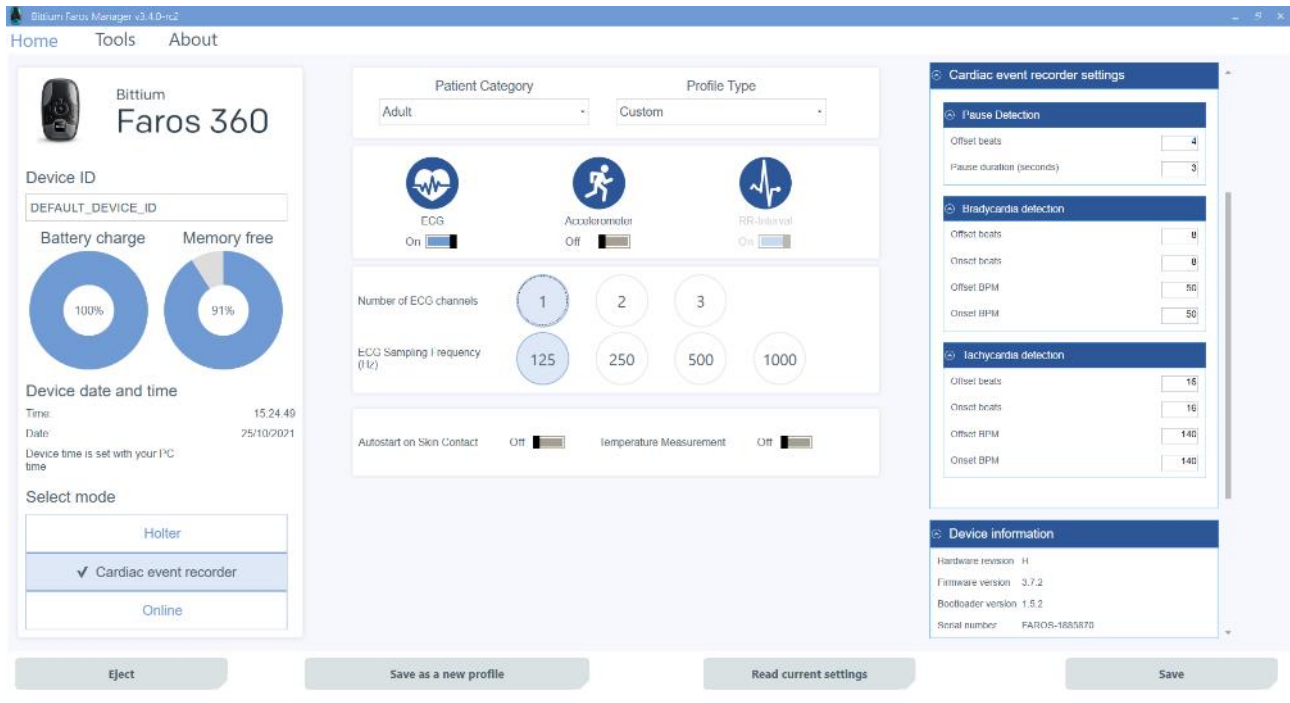 Bittium Faros Manager v3.4.0-rc2
Home Tools About
Bittium
Faros 360
Device ID
DEFAULT_DEVICE_ID
Battery charge Memory free
100% 91%
Device date and time
Time: 15.24.49
Date: 25/10/2021
Device time is set with your PC
time
Select mode
Holter
✓ Cardiac event recorder
Online
Patient Category Profile Type
Adult Custom
ECG Accelerometer RR-Interval
On Off On
Number of ECG channels 1 2 3
ECG Sampling Frequency
(Hz) 125 250 500 1000
Autostart on Skin Contact Off Temperature Measurement Off
Cardiac event recorder settings
Pause Detection
Offset beats 4
Pause duration (seconds) 3
Bradycardia detection
Offset beats 8
Onset beats 8
Offset BPM 50
Onset BPM 50
Tachycardia detection
Offset beats 16
Onset beats 16
Offset BPM 140
Onset BPM 140
Device information
Hardware revision H
Firmware version 3.7.2
Bootloader version 1.5.2
Serial number FAROS-1885870
Eject Save as a new profile Read current settings Save